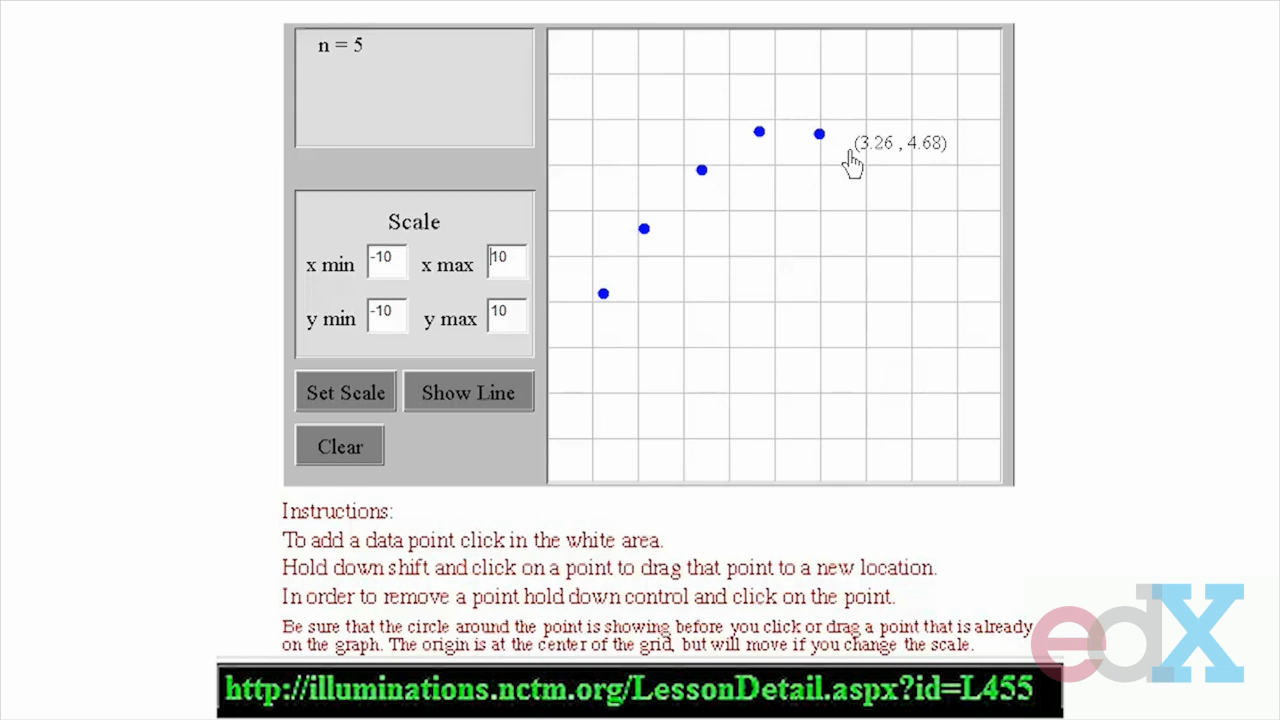 n = 5
(3.26 , 4.68)
Scale
x min -10 x max 10
y min -10 y max 10
Set Scale Show Line
Clear
Instructions:
To add a data point click in the white area.
Hold down shift and click on a point to drag that point to a new location.
In order to remove a point hold down control and click on the point.
Be sure that the circle around the point is showing before you click or drag a point that is already
on the graph. The origin is at the center of the grid, but will move if you change the scale.
edX
http://illuminations.nctm.org/LessonDetail.aspx?id=L455